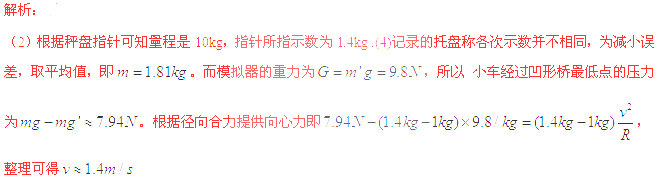 解析：
（2）根据秤盘指针可知量程是 10kg，指针所指示数为 1.4kg .(4)记录的托盘称各次示数并不相同，为减小误
差，取平均值，即 m = 1.81kg 。而模拟器的重力为 G = m'g = 9.8N ，所以 小车经过凹形桥最低点的压力
为 mg − mg' ≈ 7.94N 。根据径向合力提供向心力即 7.94N − (1.4kg − 1kg) × 9.8 / kg = (1.4kg − 1kg) v²/R ，
整理可得 v ≈ 1.4m / s